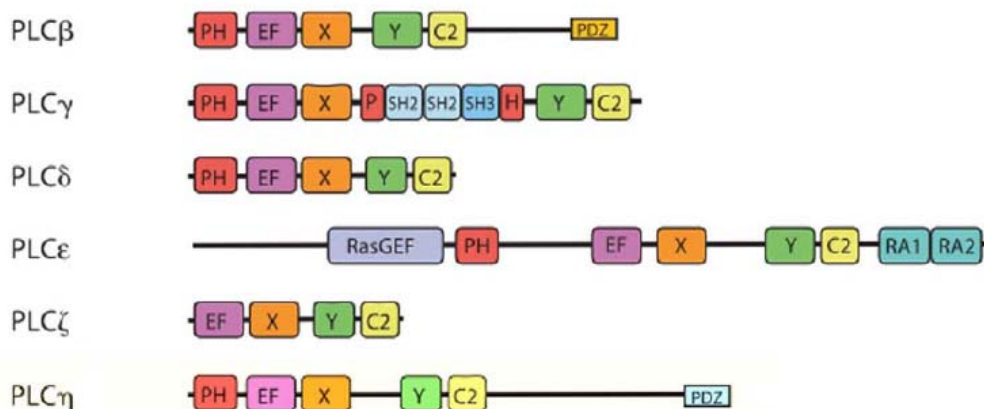 PLCβ PH EF X Y C2 PDZ
PLCγ PH EF X P SH2 SH2 SH3 H Y C2
PLCδ PH EF X Y C2
PLCε RasGEF PH EF X Y C2 RA1 RA2
PLCζ EF X Y C2
PLCη PH EF X Y C2 PDZ